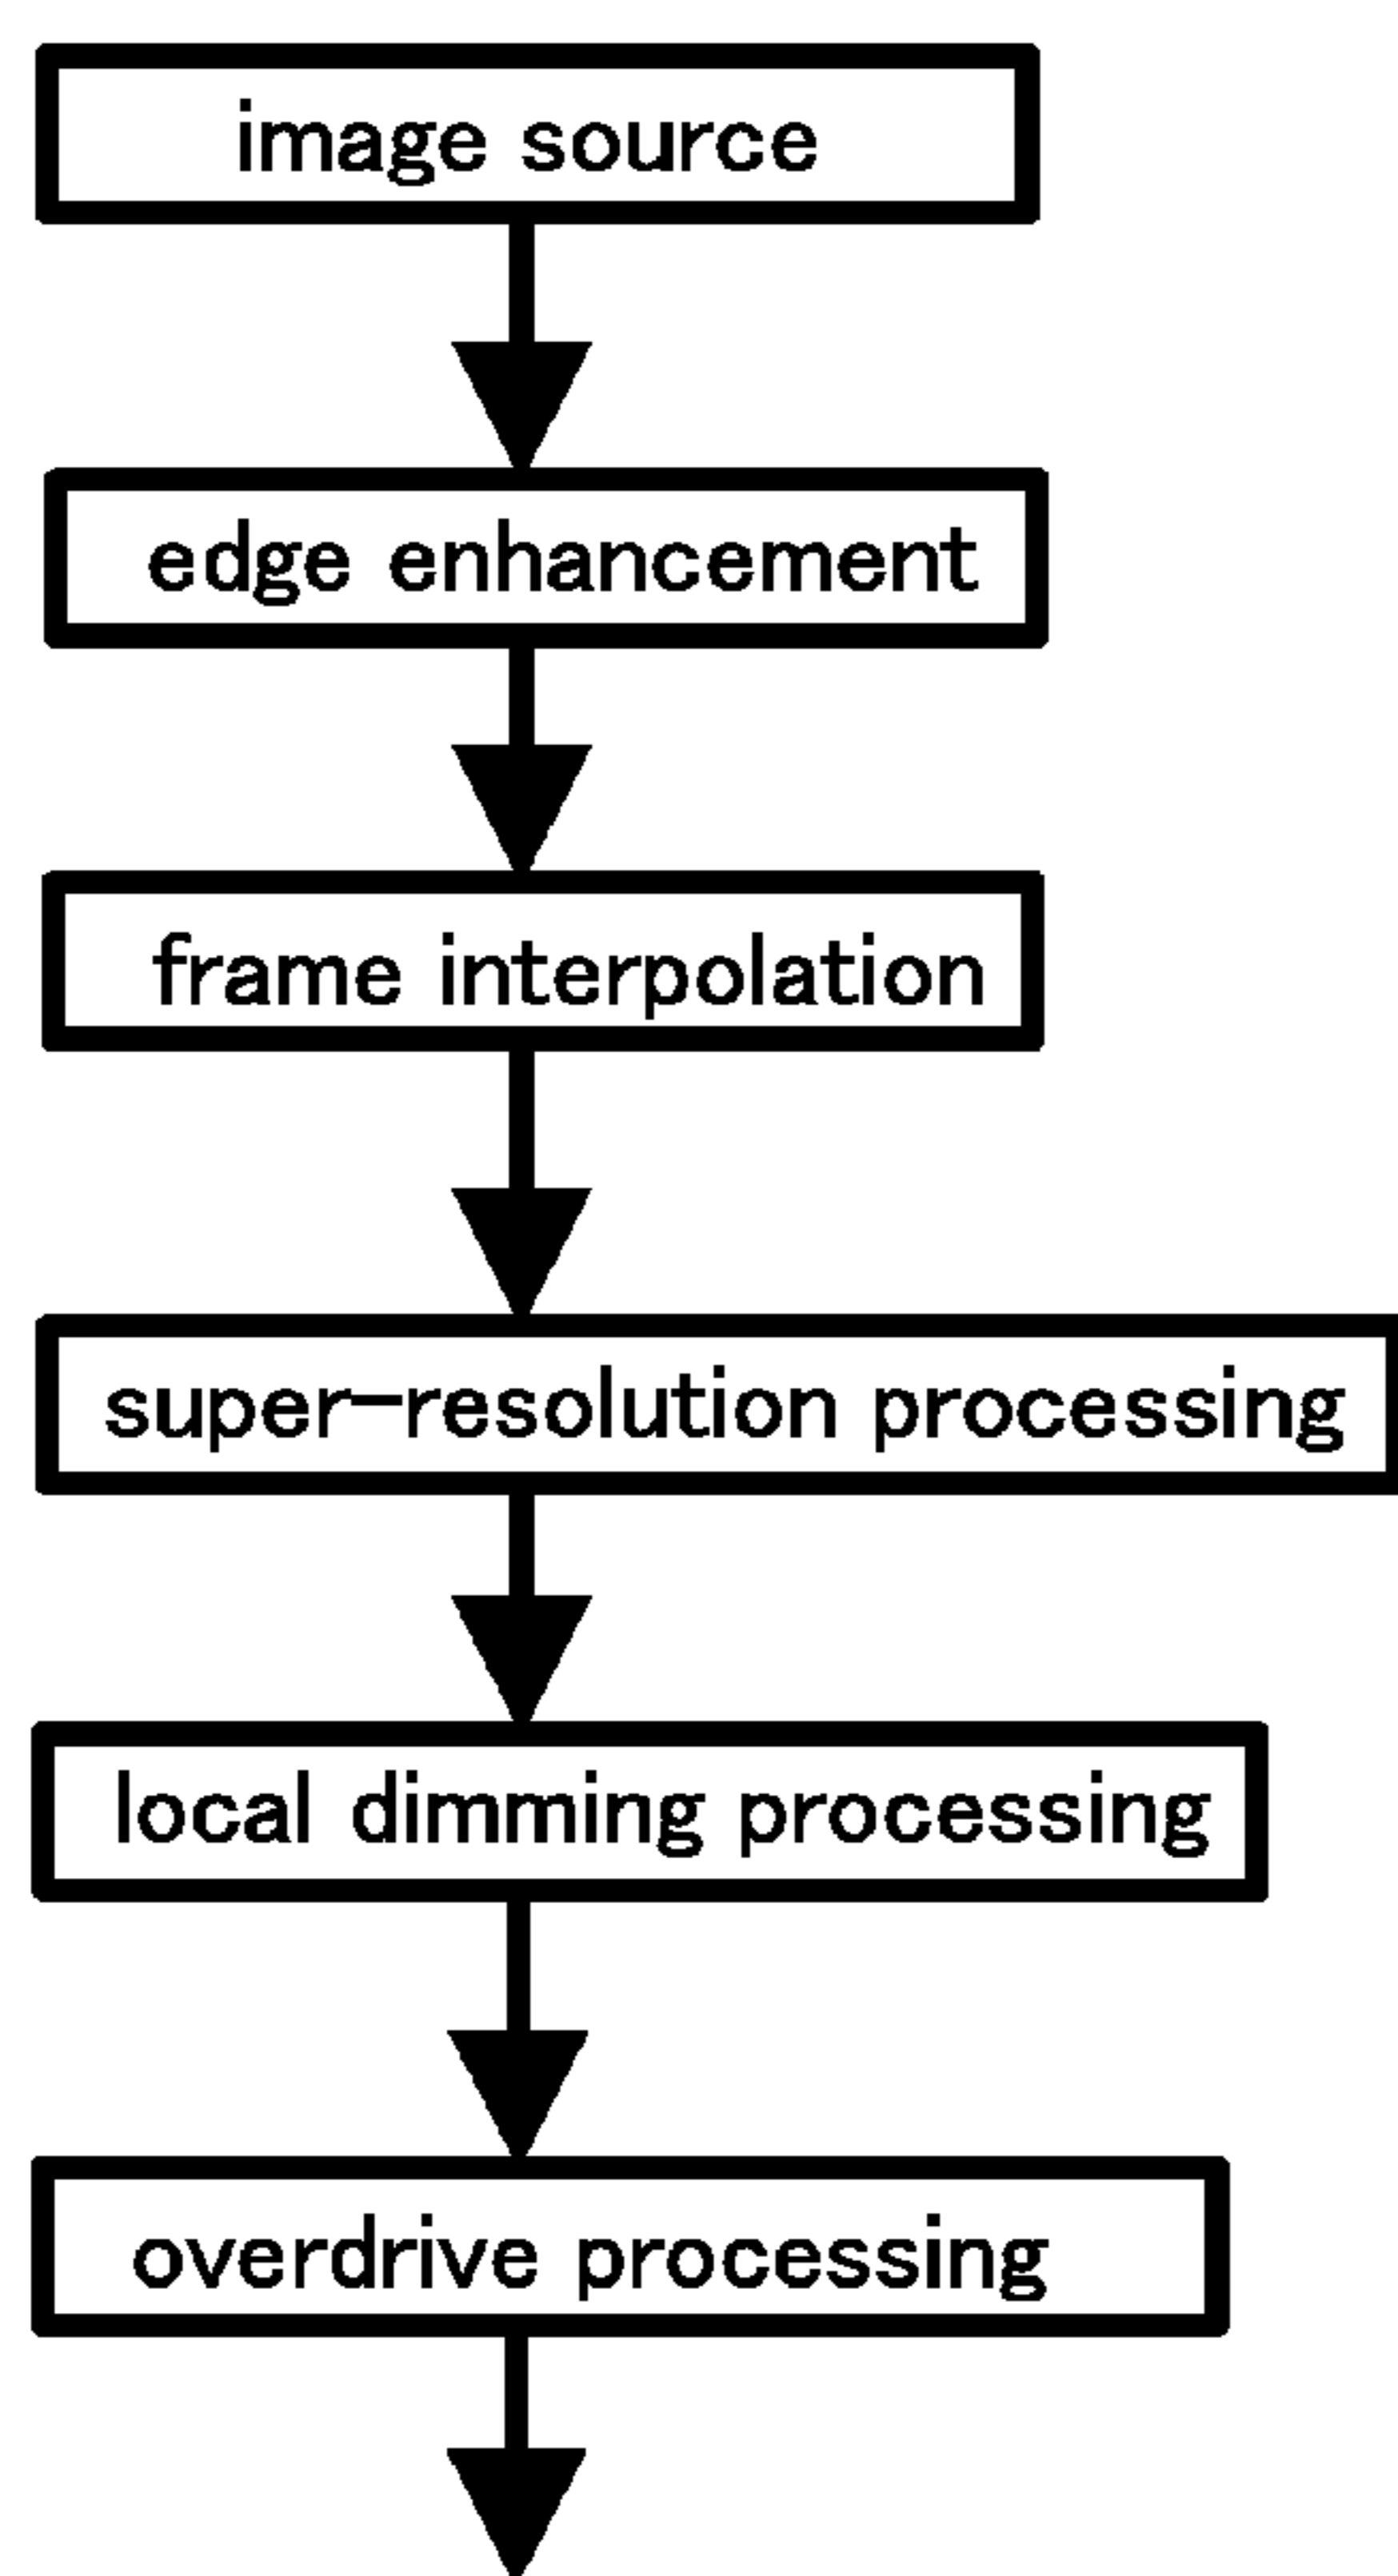 image source
edge enhancement
frame interpolation
super-resolution processing
local dimming processing
overdrive processing